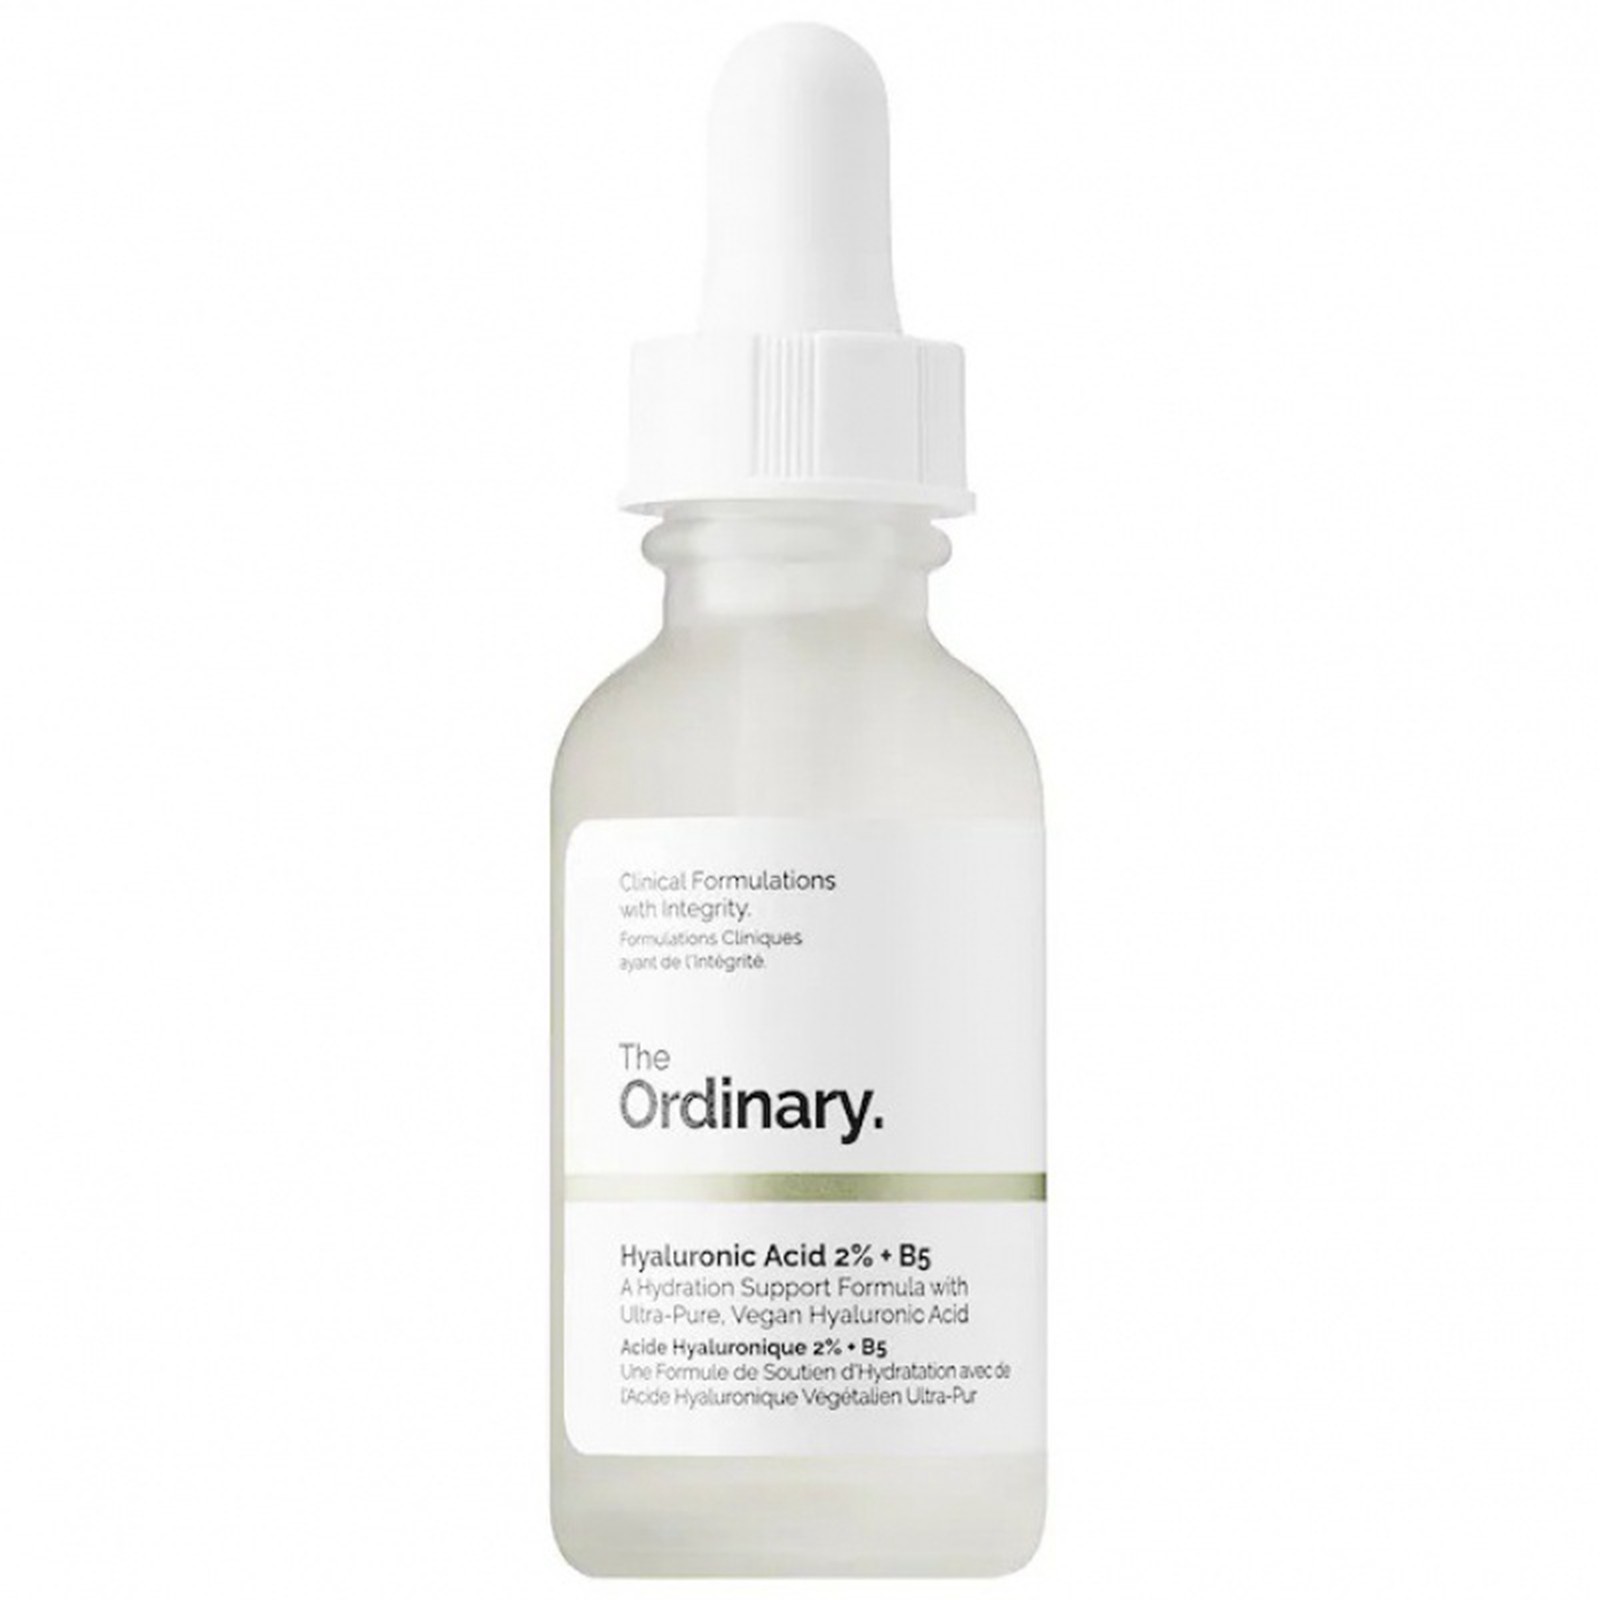 Clinical Formulations
with Integrity.
Formulations Cliniques
ayant de l'Intégrité.
The
Ordinary.
Hyaluronic Acid 2% + B5
A Hydration Support Formula with
Ultra-Pure, Vegan Hyaluronic Acid
Acide Hyaluronique 2% + B5
Une Formule de Soutien d'Hydratation avec de
l'Acide Hyaluronique Végétalien Ultra-Pur